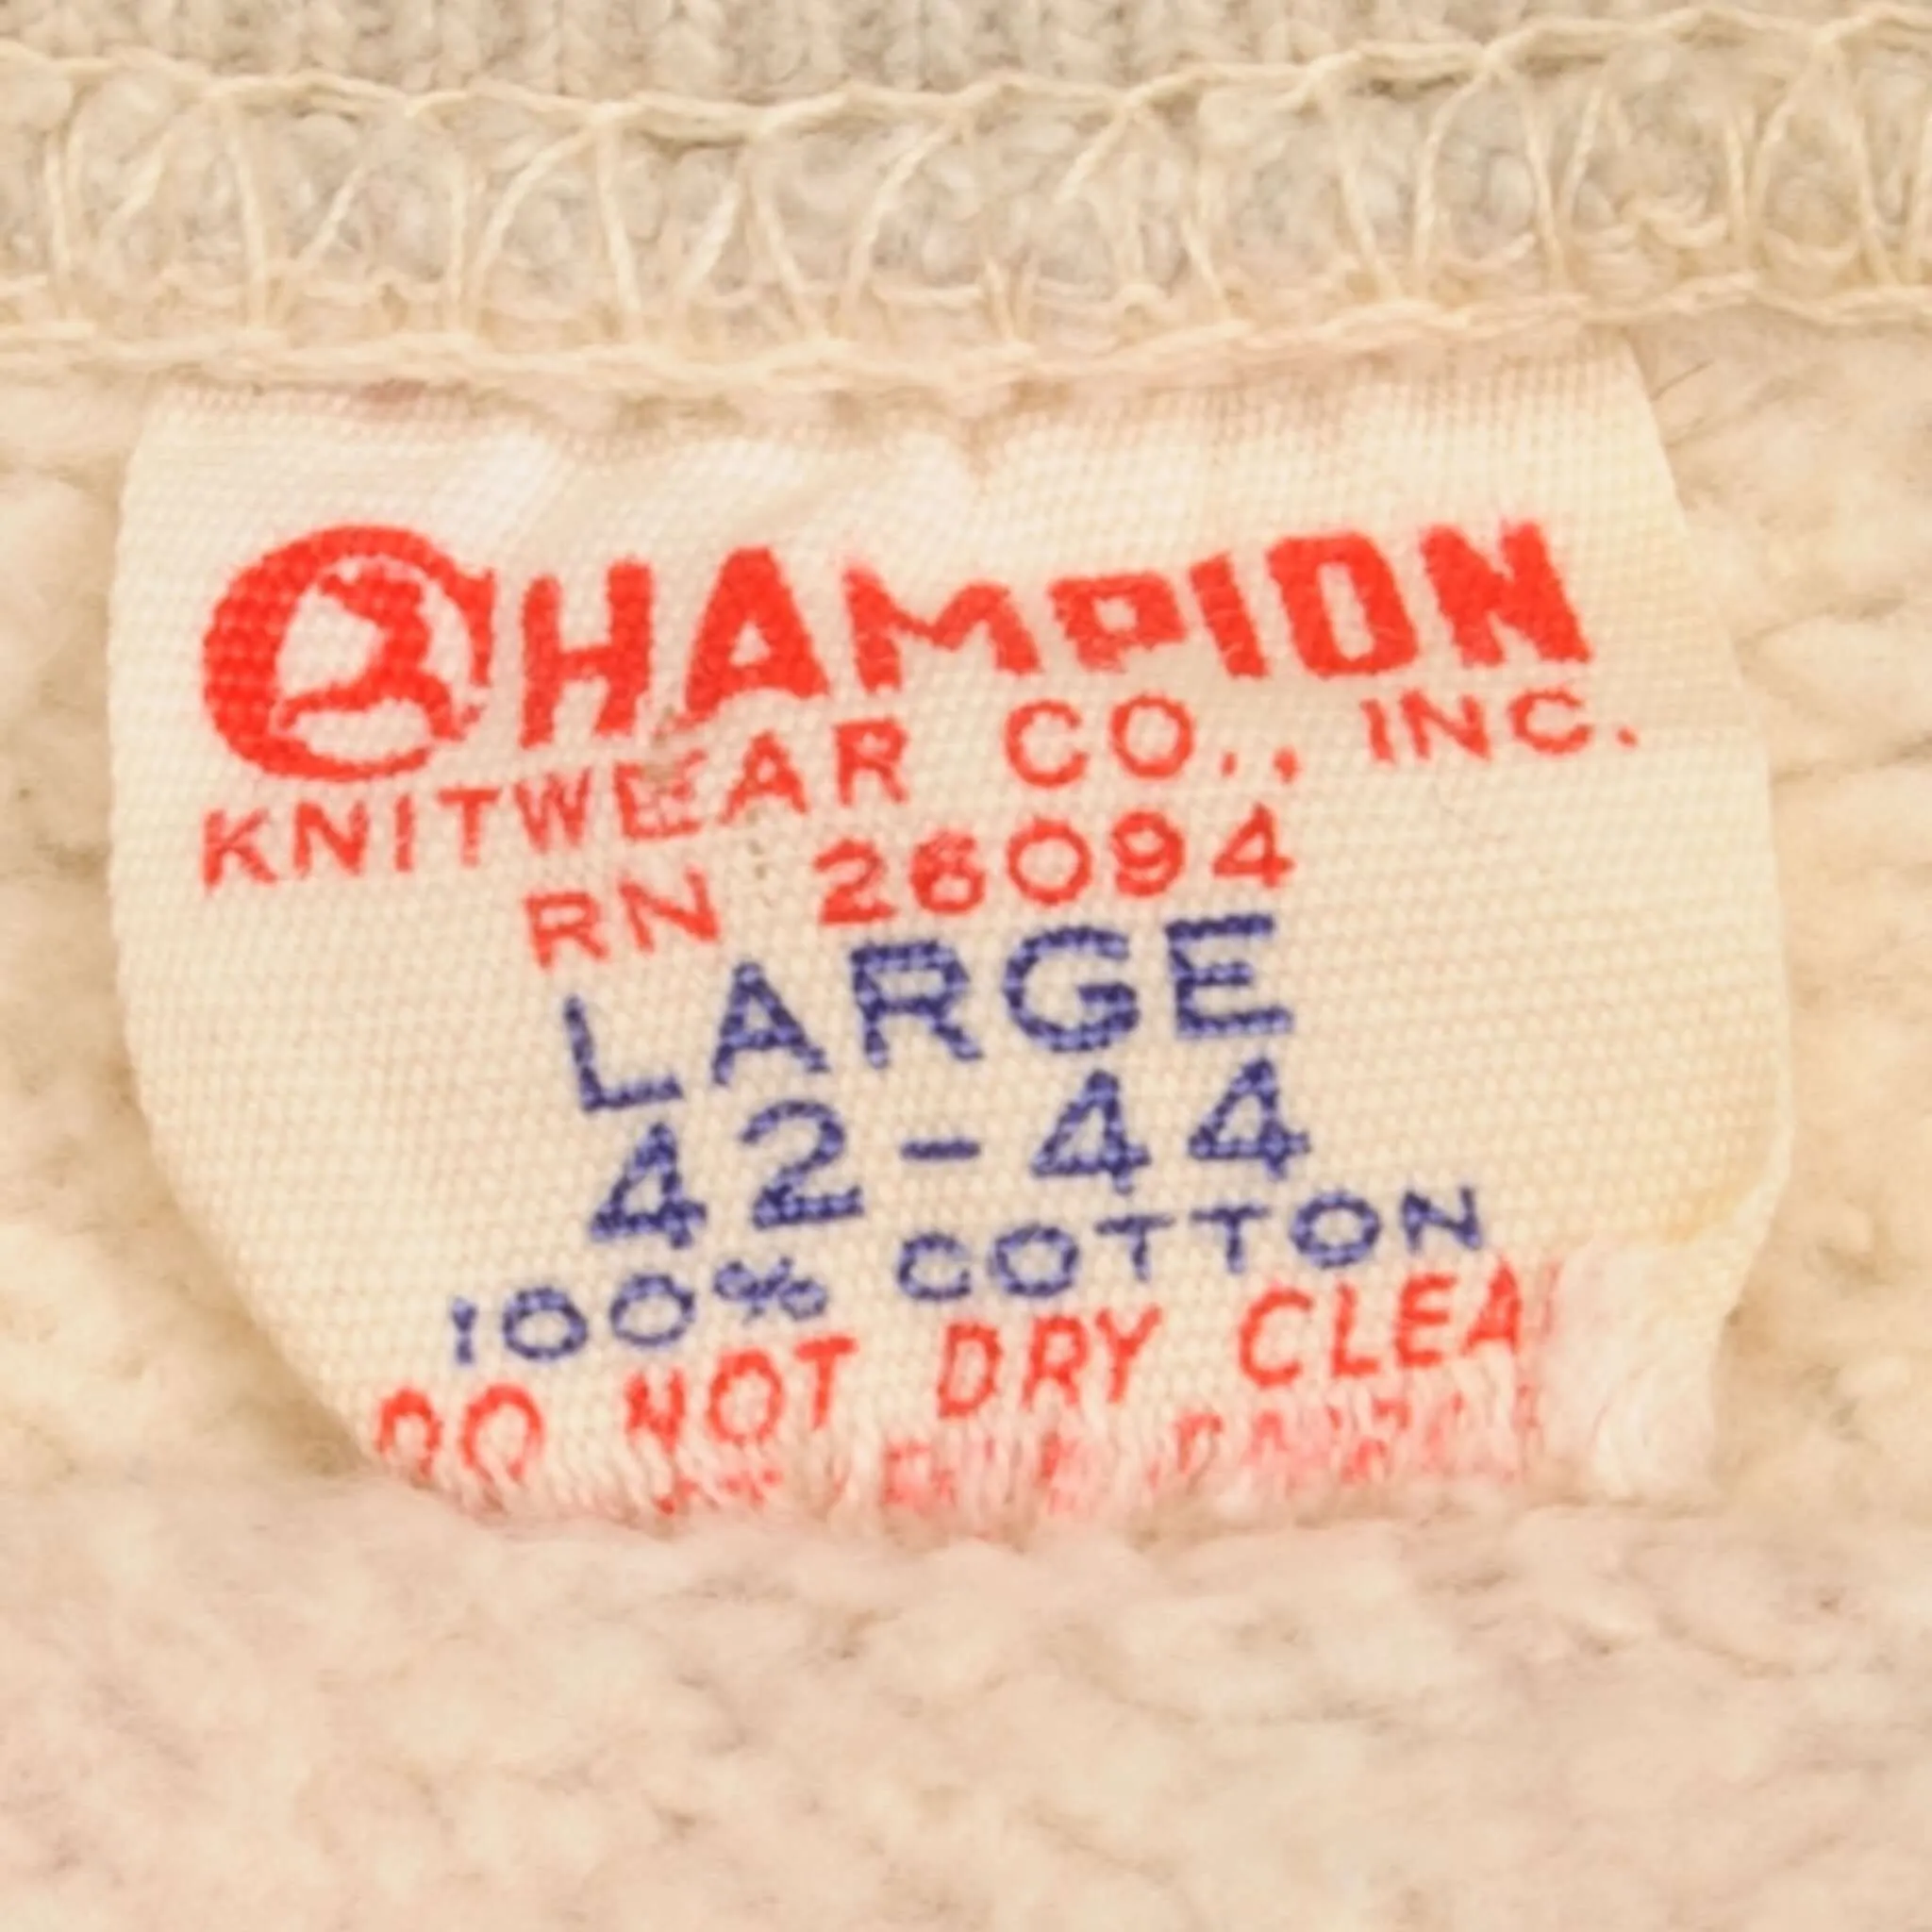 CHAMPION
KNITWEAR CO., INC.
RN 26094
LARGE
42-44
100% COTTON
DO NOT DRY CLEA